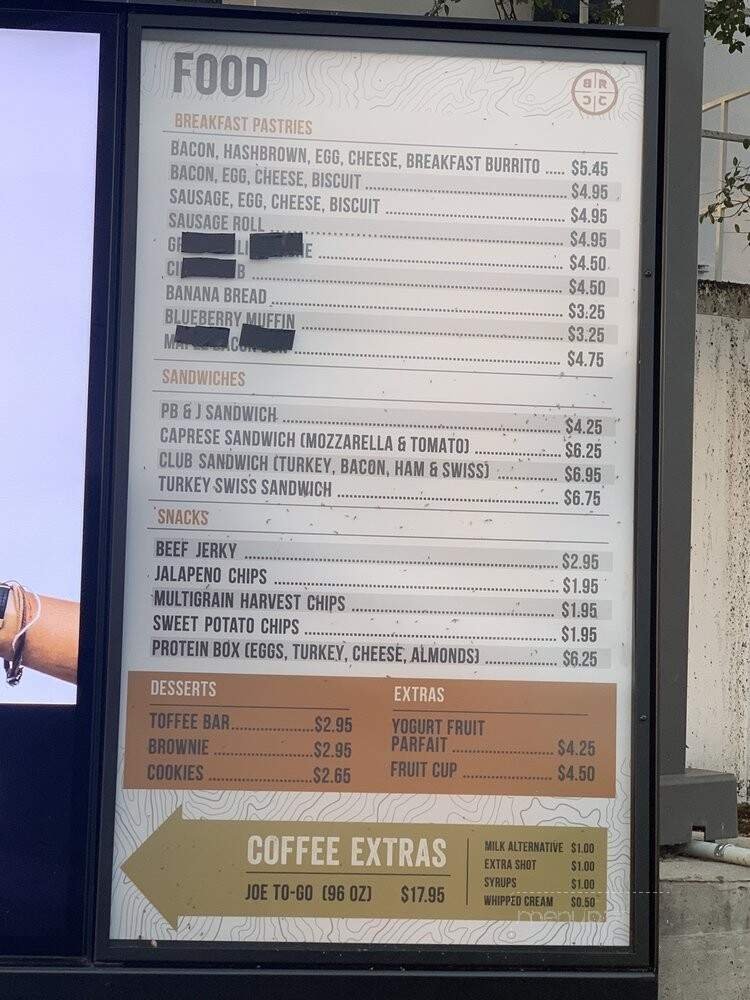 FOOD
BR
CC
BREAKFAST PASTRIES
BACON, HASHBROWN, EGG, CHEESE, BREAKFAST BURRITO ..... $5.45
BACON, EGG, CHEESE, BISCUIT ..... $4.95
SAUSAGE, EGG, CHEESE, BISCUIT ..... $4.95
SAUSAGE ROLL ..... $4.95
..... $4.50
..... $4.50
BANANA BREAD ..... $3.25
BLUEBERRY MUFFIN ..... $3.25
..... $4.75
SANDWICHES
PB & J SANDWICH ..... $4.25
CAPRESE SANDWICH (MOZZARELLA & TOMATO) ..... $6.25
CLUB SANDWICH (TURKEY, BACON, HAM & SWISS) ..... $6.95
TURKEY SWISS SANDWICH ..... $6.75
SNACKS
BEEF JERKY ..... $2.95
JALAPENO CHIPS ..... $1.95
MULTIGRAIN HARVEST CHIPS ..... $1.95
SWEET POTATO CHIPS ..... $1.95
PROTEIN BOX (EGGS, TURKEY, CHEESE, ALMONDS) ..... $6.25
DESSERTS
TOFFEE BAR ..... $2.95
BROWNIE ..... $2.95
COOKIES ..... $2.65
EXTRAS
YOGURT FRUIT
PARFAIT ..... $4.25
FRUIT CUP ..... $4.50
COFFEE EXTRAS
JOE TO-GO (96 OZ) $17.95
MILK ALTERNATIVE $1.00
EXTRA SHOT $1.00
SYRUPS $1.00
WHIPPED CREAM $0.50